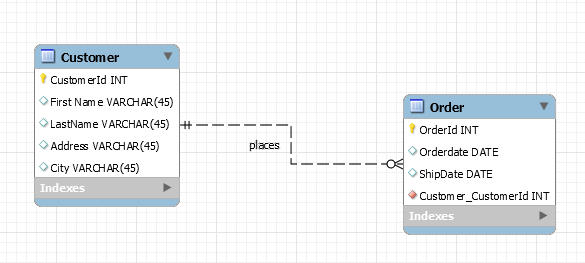 Customer
CustomerId INT
First Name VARCHAR(45)
LastName VARCHAR(45)
Address VARCHAR(45)
City VARCHAR(45)
Indexes
places
Order
OrderId INT
Orderdate DATE
ShipDate DATE
Customer_CustomerId INT
Indexes